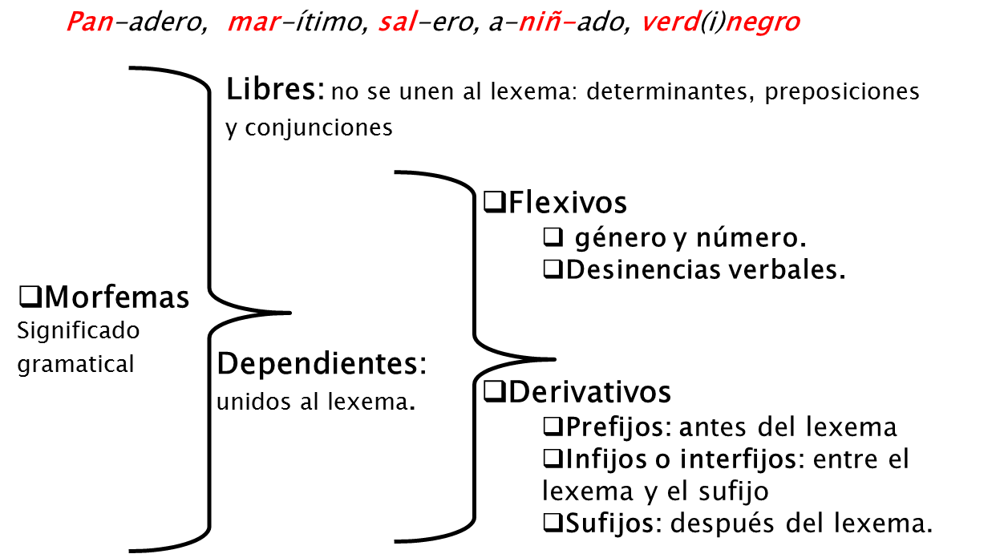 Pan-adero, mar-ítimo, sal-ero, a-niñ-ado, verd(i)negro
Libres: no se unen al lexema: determinantes, preposiciones
y conjunciones
❑Morfemas
Significado
gramatical
Dependientes:
unidos al lexema.
❑Flexivos
❑ género y número.
❑Desinencias verbales.
❑Derivativos
❑Prefijos: antes del lexema
❑Infijos o interfijos: entre el
lexema y el sufijo
❑Sufijos: después del lexema.